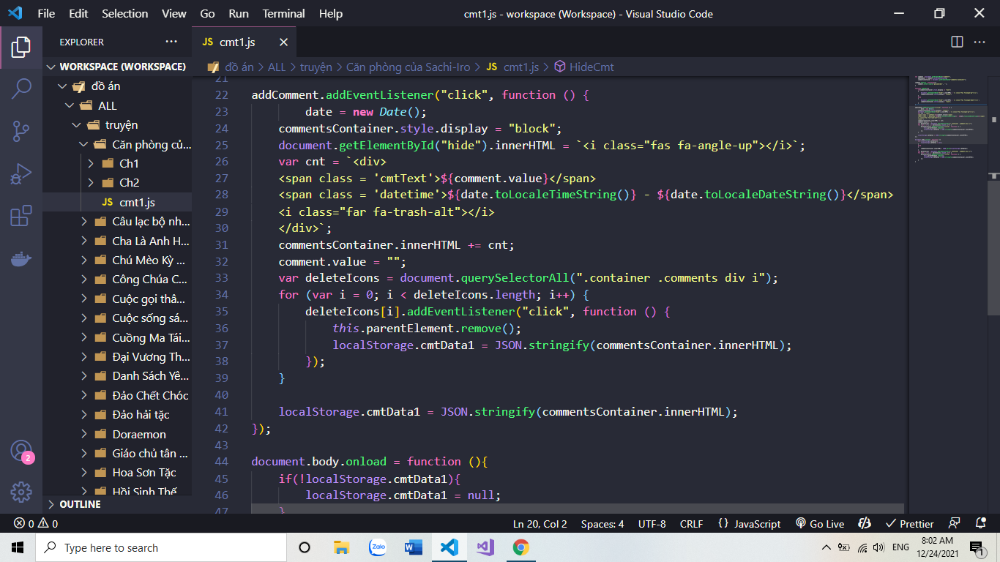 File Edit Selection View Go Run Terminal Help
cmt1.js - workspace (Workspace) - Visual Studio Code
EXPLORER
JS cmt1.js
WORKSPACE (WORKSPACE)
đồ án > ALL > truyện > Căn phòng của Sachi-Iro > JS cmt1.js > HideCmt
đồ án
ALL
truyện
Căn phòng củ...
Ch1
Ch2
JS cmt1.js
Câu lạc bộ nh...
Cha Là Anh H...
Chú Mèo Kỳ ...
Công Chúa C...
Cuộc gọi thâ...
Cuộc sống sá...
Cuồng Ma Tái...
Đại Vương Th...
Danh Sách Yê...
Đảo Chết Chóc
Đảo hải tặc
Doraemon
Giáo chủ tân ...
Hoa Sơn Tặc
Hồi Sinh Thế
OUTLINE
21
22 addComment.addEventListener("click", function () {
23 date = new Date();
24 commentsContainer.style.display = "block";
25 document.getElementById("hide").innerHTML = `<i class="fas fa-angle-up"></i>`;
26 var cnt = `<div>
27 <span class = 'cmtText'>${comment.value}</span>
28 <span class = 'datetime'>${date.toLocaleTimeString()} - ${date.toLocaleDateString()}</span>
29 <i class="far fa-trash-alt"></i>
30 </div>`;
31 commentsContainer.innerHTML += cnt;
32 comment.value = "";
33 var deleteIcons = document.querySelectorAll(".container .comments div i");
34 for (var i = 0; i < deleteIcons.length; i++) {
35 deleteIcons[i].addEventListener("click", function () {
36 this.parentElement.remove();
37 localStorage.cmtData1 = JSON.stringify(commentsContainer.innerHTML);
38 });
39 }
40
41 localStorage.cmtData1 = JSON.stringify(commentsContainer.innerHTML);
42 });
43
44 document.body.onload = function (){
45 if(!localStorage.cmtData1){
46 localStorage.cmtData1 = null;
47 }
0 0
Ln 20, Col 2 Spaces: 4 UTF-8 CRLF {} JavaScript Go Live Prettier
2
Type here to search
Zalo
ENG
8:02 AM
12/24/2021
1